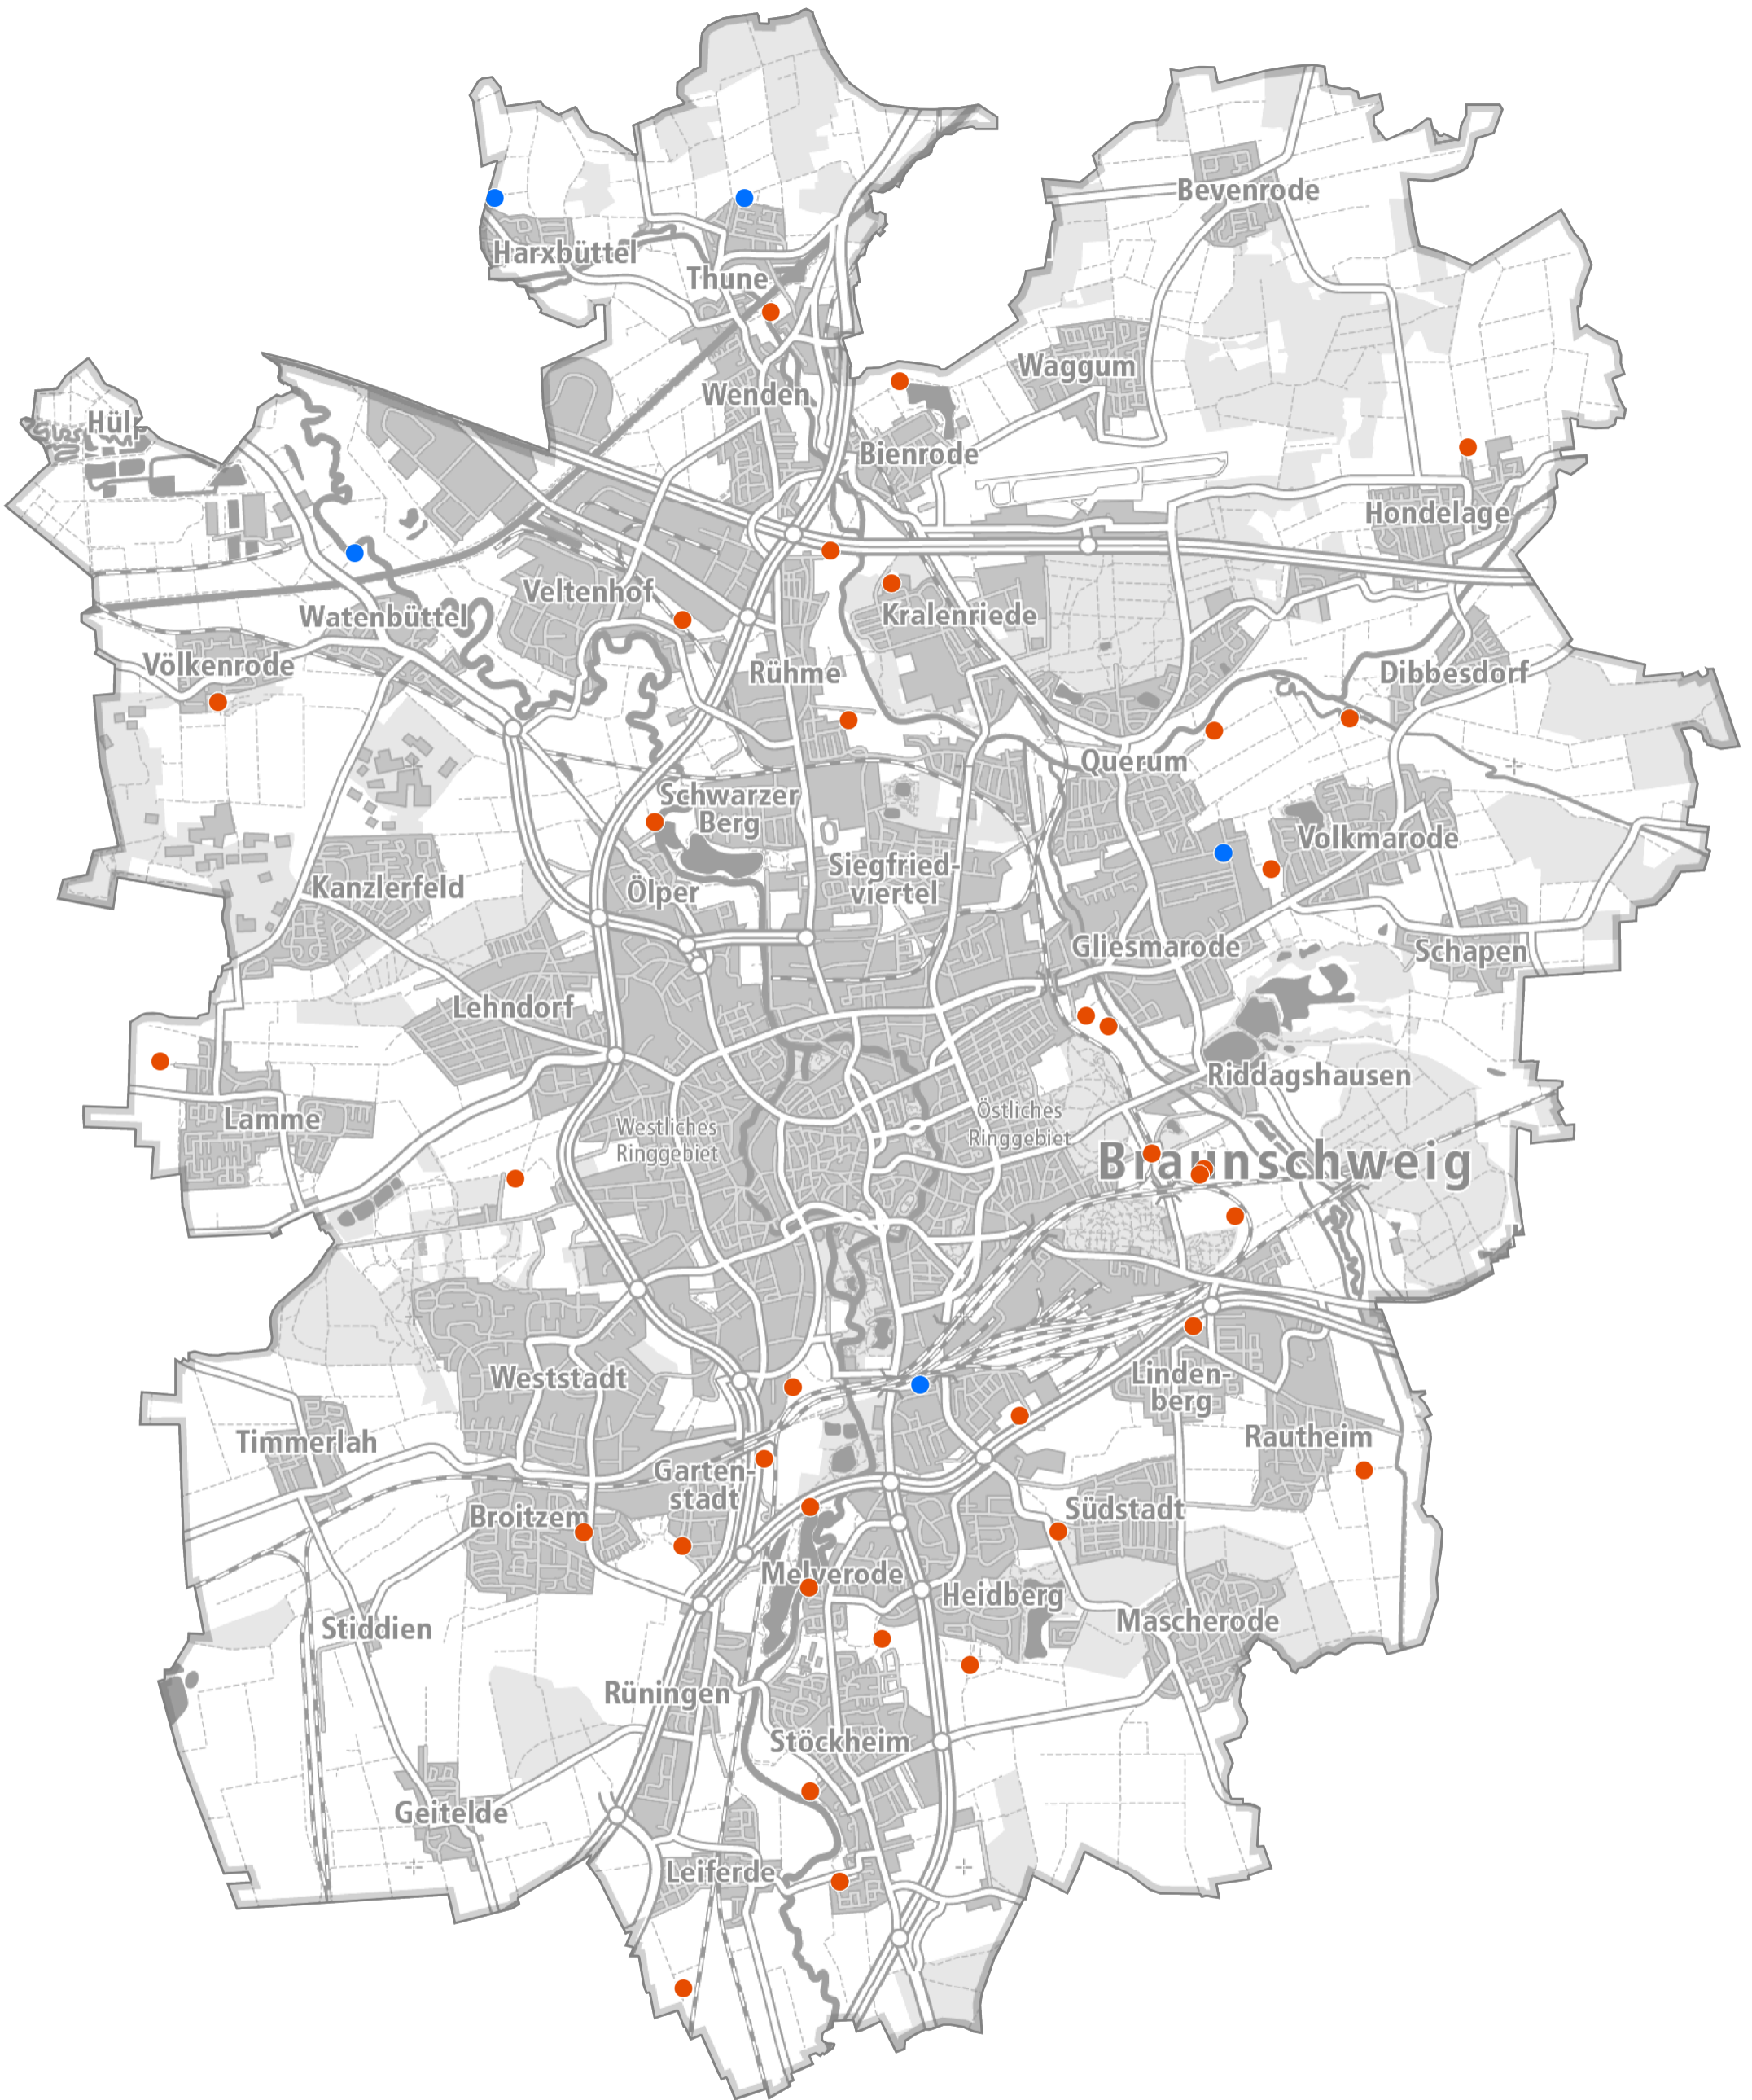 Bevenrode
Harxbüttel
Thune
Waggum
Wenden
Hül.
Bienrode
Hondelage
Veltenhof
Watenbüttel
Kralenriede
Völkenrode
Rühme
Dibbesdorf
Querum
Schwarzer
Berg
Volkmarode
Siegfried-
viertel
Kanzlerfeld
Ölper
Gliesmarode
Schapen
Lehndorf
Riddagshausen
Lamme
Westliches
Ringgebiet
Östliches
Ringgebiet
Braunschweig
Weststadt
Linden-
berg
Timmerlah
Rautheim
Garten-
stadt
Broitzem
Südstadt
Melverode
Heidberg
Mascherode
Stiddien
Rüningen
Stöckheim
Geitelde
Leiferde